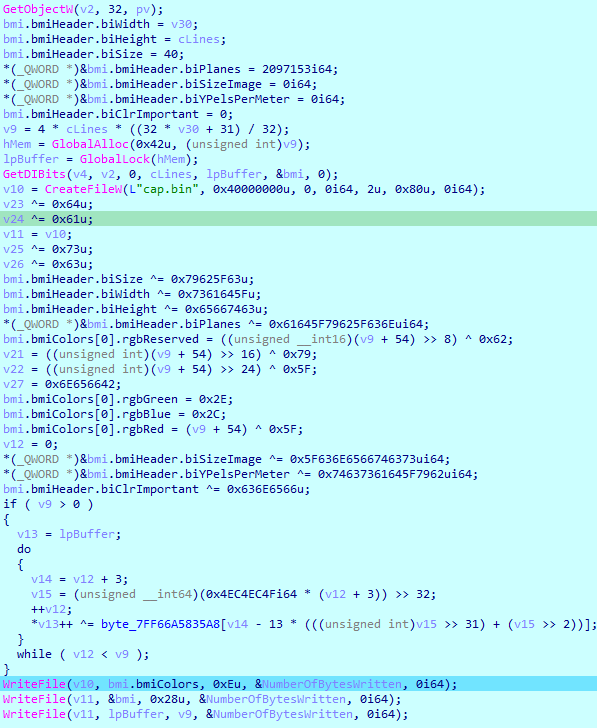 GetObjectW(v2, 32, pv);
bmi.bmiHeader.biWidth = v30;
bmi.bmiHeader.biHeight = cLines;
bmi.bmiHeader.biSize = 40;
*(_QWORD *)&bmi.bmiHeader.biPlanes = 2097153i64;
*(_QWORD *)&bmi.bmiHeader.biSizeImage = 0i64;
*(_QWORD *)&bmi.bmiHeader.biYPelsPerMeter = 0i64;
bmi.bmiHeader.biClrImportant = 0;
v9 = 4 * cLines * ((32 * v30 + 31) / 32);
hMem = GlobalAlloc(0x42u, (unsigned int)v9);
lpBuffer = GlobalLock(hMem);
GetDIBits(v4, v2, 0, cLines, lpBuffer, &bmi, 0);
v10 = CreateFileW(L"cap.bin", 0x40000000u, 0, 0i64, 2u, 0x80u, 0i64);
v23 ^= 0x64u;
v24 ^= 0x61u;
v11 = v10;
v25 ^= 0x73u;
v26 ^= 0x63u;
bmi.bmiHeader.biSize ^= 0x79625F63u;
bmi.bmiHeader.biWidth ^= 0x7361645Fu;
bmi.bmiHeader.biHeight ^= 0x65667463u;
*(_QWORD *)&bmi.bmiHeader.biPlanes ^= 0x61645F79625F636Eui64;
bmi.bmiColors[0].rgbReserved = ((unsigned __int16)(v9 + 54) >> 8) ^ 0x62;
v21 = ((unsigned int)(v9 + 54) >> 16) ^ 0x79;
v22 = ((unsigned int)(v9 + 54) >> 24) ^ 0x5F;
v27 = 0x6E656642;
bmi.bmiColors[0].rgbGreen = 0x2E;
bmi.bmiColors[0].rgbBlue = 0x2C;
bmi.bmiColors[0].rgbRed = (v9 + 54) ^ 0x5F;
v12 = 0;
*(_QWORD *)&bmi.bmiHeader.biSizeImage ^= 0x5F636E6566746373ui64;
*(_QWORD *)&bmi.bmiHeader.biYPelsPerMeter ^= 0x74637361645F7962ui64;
bmi.bmiHeader.biClrImportant ^= 0x636E6566u;
if ( v9 > 0 )
{
v13 = lpBuffer;
do
{
v14 = v12 + 3;
v15 = (unsigned __int64)(0x4EC4EC4Fi64 * (v12 + 3)) >> 32;
++v12;
*v13++ ^= byte_7FF66A5835A8[v14 - 13 * (((unsigned int)v15 >> 31) + (v15 >> 2))];
}
while ( v12 < v9 );
}
WriteFile(v10, bmi.bmiColors, 0xEu, &NumberOfBytesWritten, 0i64);
WriteFile(v11, &bmi, 0x28u, &NumberOfBytesWritten, 0i64);
WriteFile(v11, lpBuffer, v9, &NumberOfBytesWritten, 0i64);